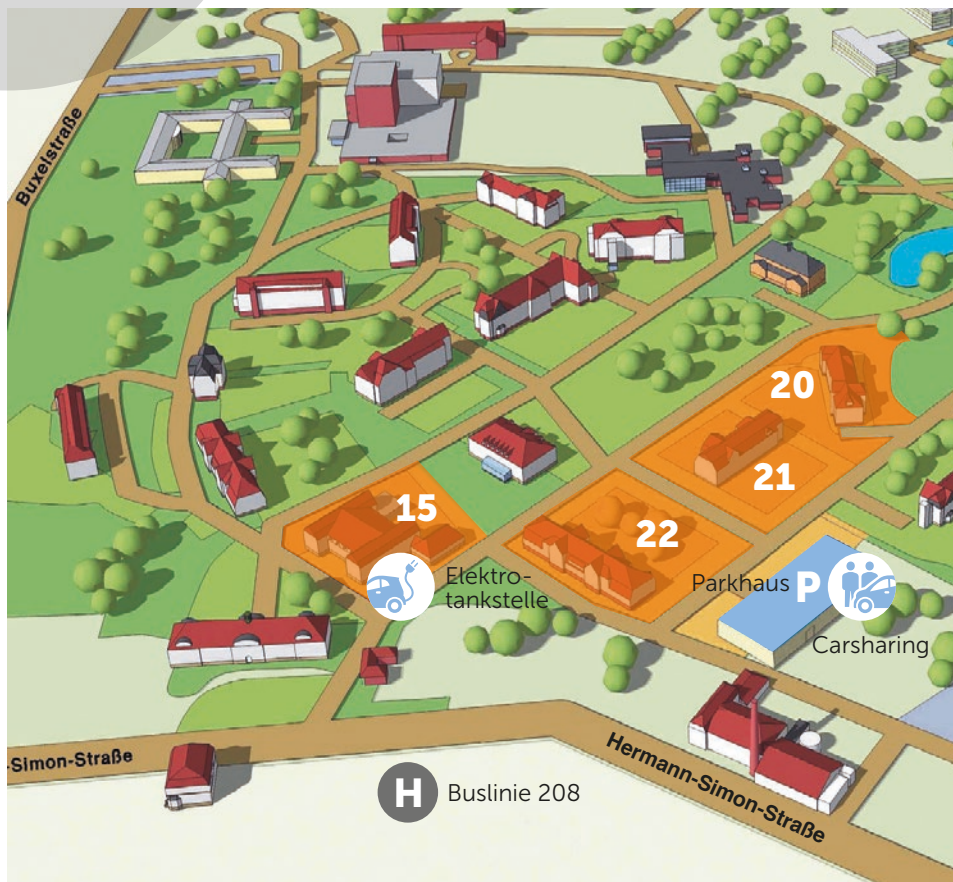 Buxelstraße
20
21
15
22
Elektro-
tankstelle
Parkhaus P
Carsharing
-Simon-Straße
Hermann-Simon-Straße
H Buslinie 208